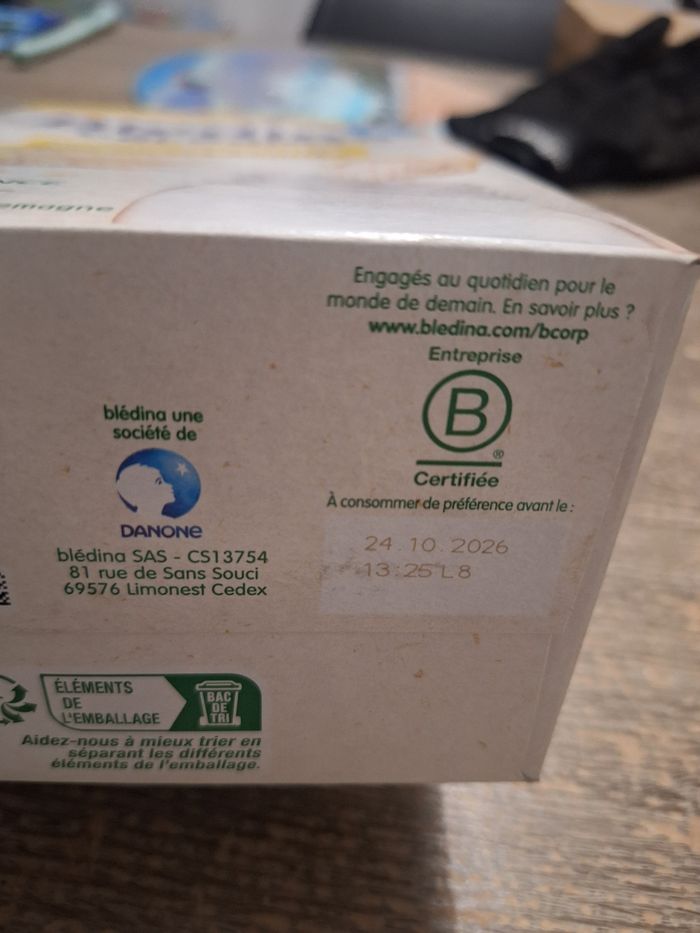 Engagés au quotidien pour le
monde de demain. En savoir plus ?
www.bledina.com/bcorp
Entreprise
B
®
Certifiée
À consommer de préférence avant le :
24.10.2026
13:25 L8
blédina une
société de
DANONE
blédina SAS - CS13754
81 rue de Sans Souci
69576 Limonest Cedex
ÉLÉMENTS
DE
L'EMBALLAGE
BAC
DE
TRI
Aidez-nous à mieux trier en
séparant les différents
éléments de l'emballage.